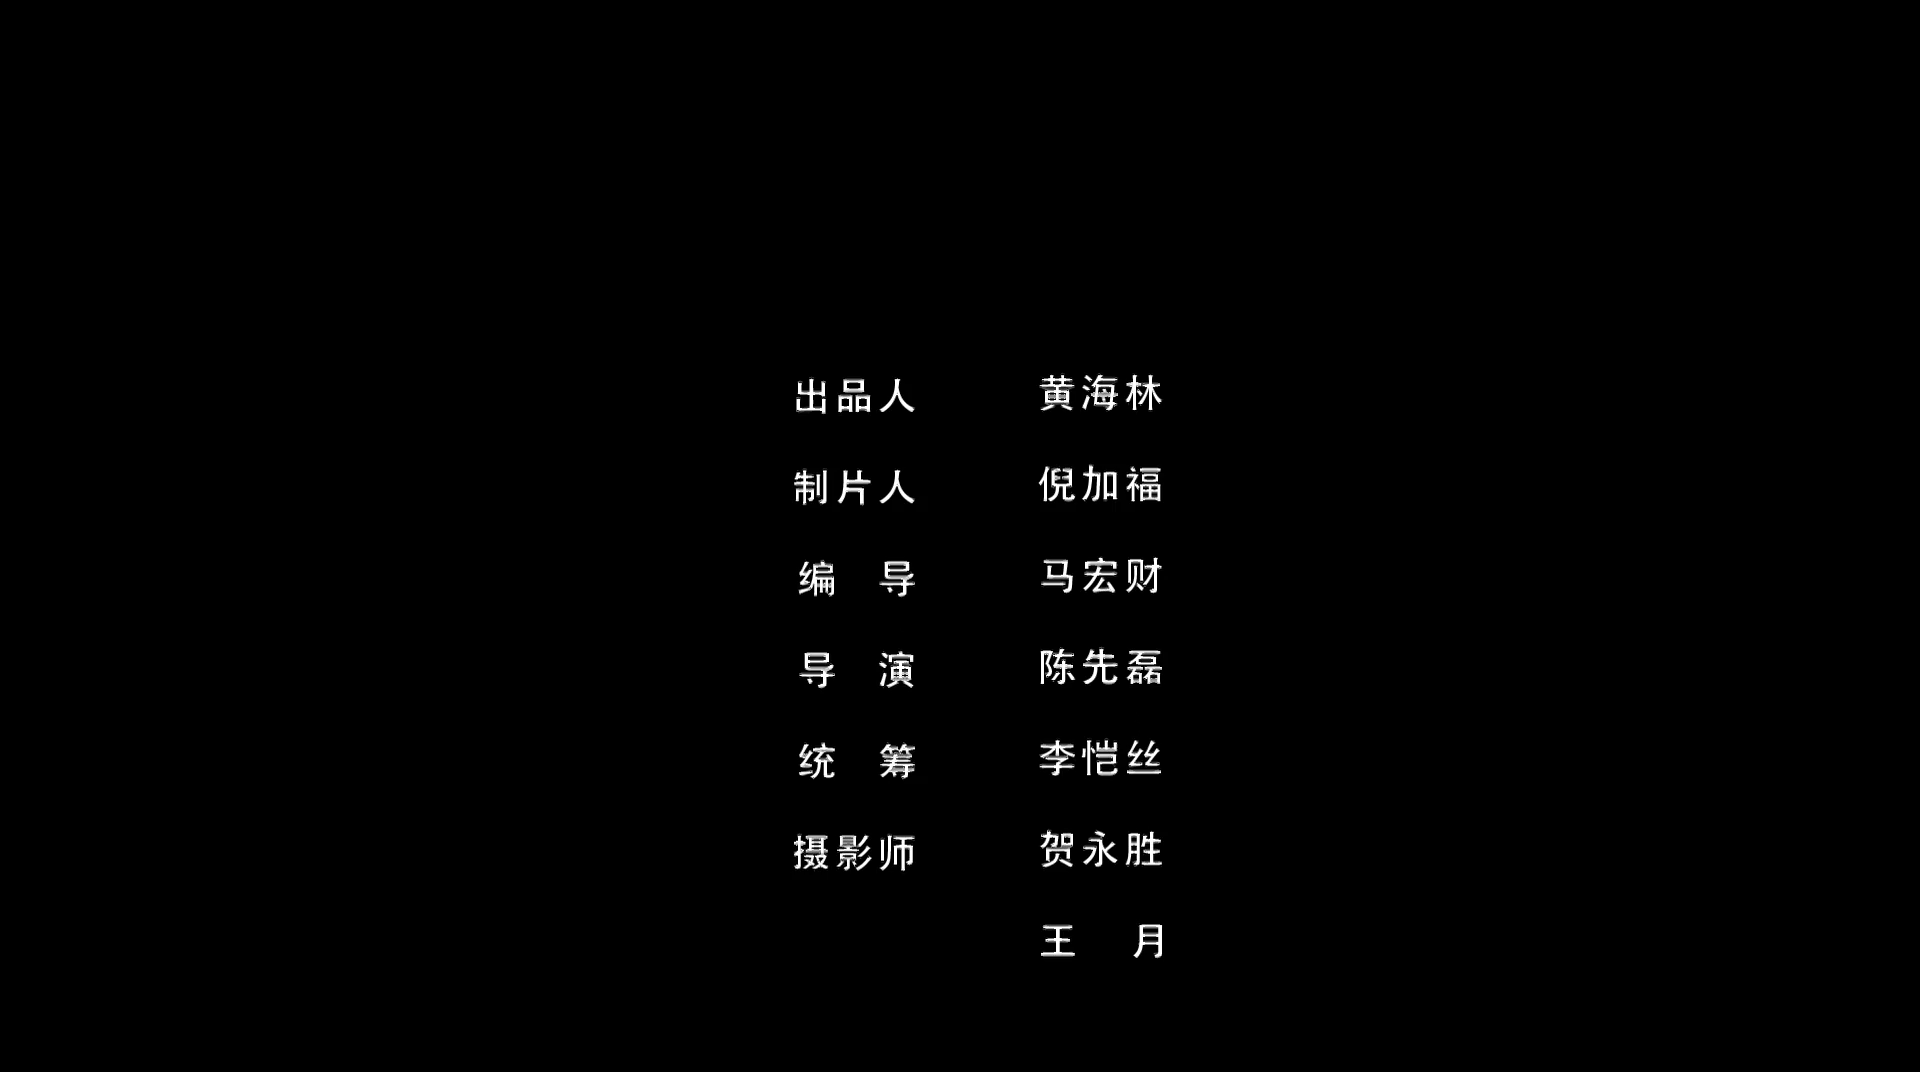 出品人 黄海林
制片人 倪加福
编 导 马宏财
导 演 陈先磊
统 筹 李恺丝
摄影师 贺永胜
王 月